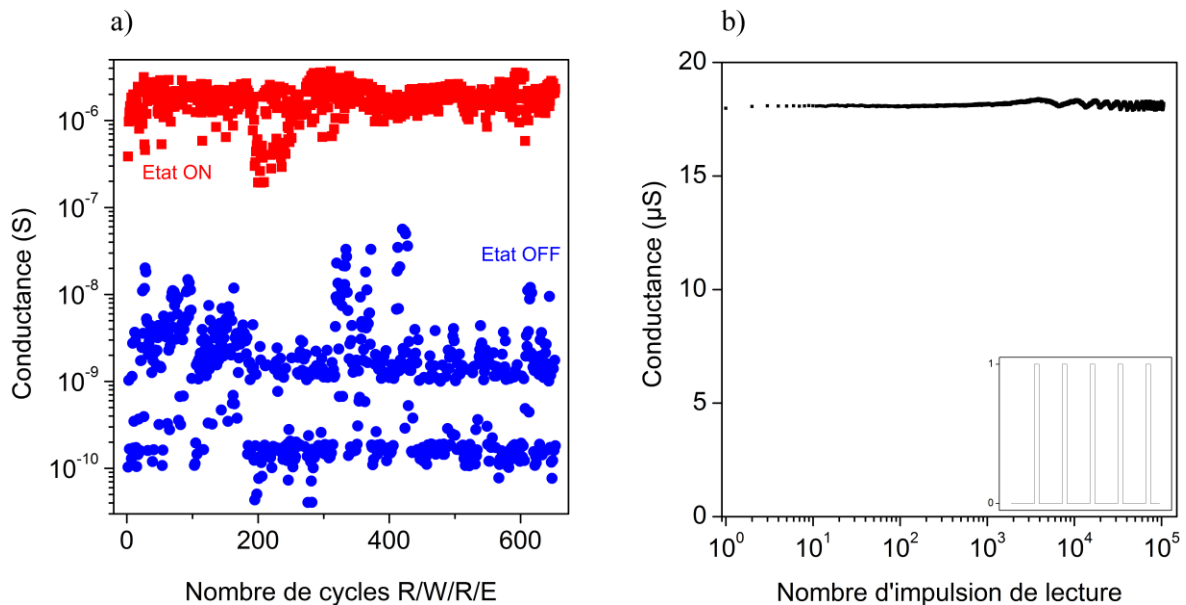 a)
Conductance (S)
10⁻⁶
10⁻⁷
10⁻⁸
10⁻⁹
10⁻¹⁰
Etat ON
Etat OFF
0 200 400 600
Nombre de cycles R/W/R/E
b)
Conductance (µS)
20
15
10
5
0
1
0
10⁰ 10¹ 10² 10³ 10⁴ 10⁵
Nombre d'impulsion de lecture